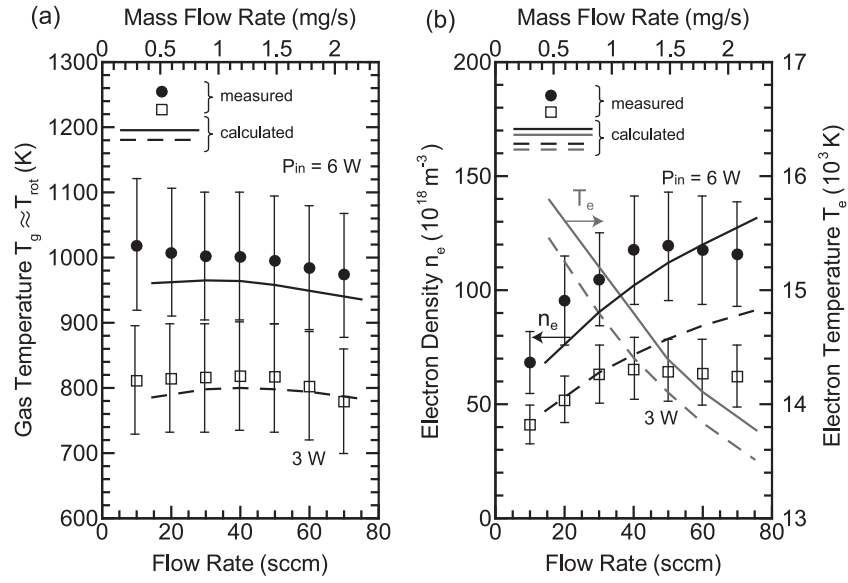 (a)
Mass Flow Rate (mg/s)
0 0.5 1 1.5 2
1300
1200
1100
1000
900
800
700
600
Gas Temperature Tg ≈ Trot (K)
measured
calculated
Pin = 6 W
3 W
0 20 40 60 80
Flow Rate (sccm)
(b)
Mass Flow Rate (mg/s)
0 0.5 1 1.5 2
200
150
100
50
0
Electron Density ne (10^18 m^-3)
measured
calculated
Pin = 6 W
Te
ne
3 W
17
16
15
14
13
Electron Temperature Te (10^3 K)
0 20 40 60 80
Flow Rate (sccm)